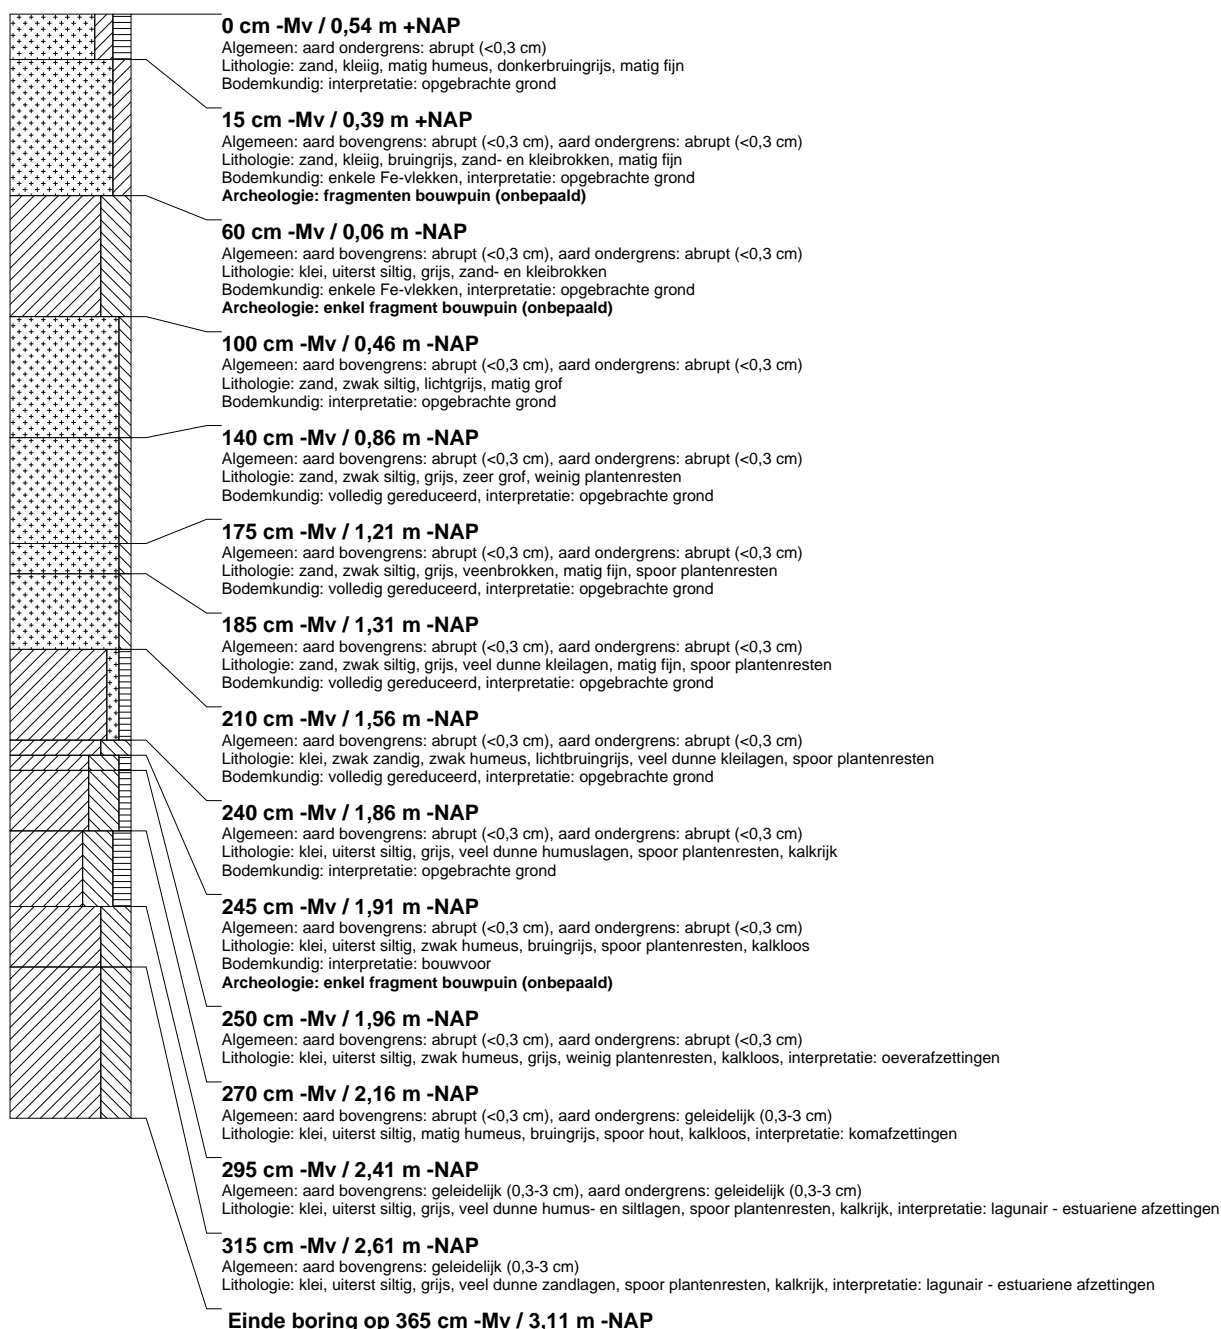 0 cm -Mv / 0,54 m +NAP
Algemeen: aard ondergrens: abrupt (<0,3 cm)
Lithologie: zand, kleiig, matig humeus, donkerbruingrijs, matig fijn
Bodemkundig: interpretatie: opgebrachte grond
15 cm -Mv / 0,39 m +NAP
Algemeen: aard bovengrens: abrupt (<0,3 cm), aard ondergrens: abrupt (<0,3 cm)
Lithologie: zand, kleiig, bruingrijs, zand- en kleibrokken, matig fijn
Bodemkundig: enkele Fe-vlekken, interpretatie: opgebrachte grond
Archeologie: fragmenten bouwpuin (onbepaald)
60 cm -Mv / 0,06 m -NAP
Algemeen: aard bovengrens: abrupt (<0,3 cm), aard ondergrens: abrupt (<0,3 cm)
Lithologie: klei, uiterst siltig, grijs, zand- en kleibrokken
Bodemkundig: enkele Fe-vlekken, interpretatie: opgebrachte grond
Archeologie: enkel fragment bouwpuin (onbepaald)
100 cm -Mv / 0,46 m -NAP
Algemeen: aard bovengrens: abrupt (<0,3 cm), aard ondergrens: abrupt (<0,3 cm)
Lithologie: zand, zwak siltig, lichtgrijs, matig grof
Bodemkundig: interpretatie: opgebrachte grond
140 cm -Mv / 0,86 m -NAP
Algemeen: aard bovengrens: abrupt (<0,3 cm), aard ondergrens: abrupt (<0,3 cm)
Lithologie: zand, zwak siltig, grijs, zeer grof, weinig plantenresten
Bodemkundig: volledig gereduceerd, interpretatie: opgebrachte grond
175 cm -Mv / 1,21 m -NAP
Algemeen: aard bovengrens: abrupt (<0,3 cm), aard ondergrens: abrupt (<0,3 cm)
Lithologie: zand, zwak siltig, grijs, veenbrokken, matig fijn, spoor plantenresten
Bodemkundig: volledig gereduceerd, interpretatie: opgebrachte grond
185 cm -Mv / 1,31 m -NAP
Algemeen: aard bovengrens: abrupt (<0,3 cm), aard ondergrens: abrupt (<0,3 cm)
Lithologie: zand, zwak siltig, grijs, veel dunne kleilagen, matig fijn, spoor plantenresten
Bodemkundig: volledig gereduceerd, interpretatie: opgebrachte grond
210 cm -Mv / 1,56 m -NAP
Algemeen: aard bovengrens: abrupt (<0,3 cm), aard ondergrens: abrupt (<0,3 cm)
Lithologie: klei, zwak zandig, zwak humeus, lichtbruingrijs, veel dunne kleilagen, spoor plantenresten
Bodemkundig: volledig gereduceerd, interpretatie: opgebrachte grond
240 cm -Mv / 1,86 m -NAP
Algemeen: aard bovengrens: abrupt (<0,3 cm), aard ondergrens: abrupt (<0,3 cm)
Lithologie: klei, uiterst siltig, grijs, veel dunne humuslagen, spoor plantenresten, kalkrijk
Bodemkundig: interpretatie: opgebrachte grond
245 cm -Mv / 1,91 m -NAP
Algemeen: aard bovengrens: abrupt (<0,3 cm), aard ondergrens: abrupt (<0,3 cm)
Lithologie: klei, uiterst siltig, zwak humeus, bruingrijs, spoor plantenresten, kalkloos
Bodemkundig: interpretatie: bouwvoor
Archeologie: enkel fragment bouwpuin (onbepaald)
250 cm -Mv / 1,96 m -NAP
Algemeen: aard bovengrens: abrupt (<0,3 cm), aard ondergrens: abrupt (<0,3 cm)
Lithologie: klei, uiterst siltig, zwak humeus, grijs, weinig plantenresten, kalkloos, interpretatie: oeverafzettingen
270 cm -Mv / 2,16 m -NAP
Algemeen: aard bovengrens: abrupt (<0,3 cm), aard ondergrens: geleidelijk (0,3-3 cm)
Lithologie: klei, uiterst siltig, matig humeus, bruingrijs, spoor hout, kalkloos, interpretatie: komafzettingen
295 cm -Mv / 2,41 m -NAP
Algemeen: aard bovengrens: geleidelijk (0,3-3 cm), aard ondergrens: geleidelijk (0,3-3 cm)
Lithologie: klei, uiterst siltig, grijs, veel dunne humus- en siltlagen, spoor plantenresten, kalkrijk, interpretatie: lagunair - estuariene afzettingen
315 cm -Mv / 2,61 m -NAP
Algemeen: aard bovengrens: geleidelijk (0,3-3 cm)
Lithologie: klei, uiterst siltig, grijs, veel dunne zandlagen, spoor plantenresten, kalkrijk, interpretatie: lagunair - estuariene afzettingen
Einde boring op 365 cm -Mv / 3,11 m -NAP